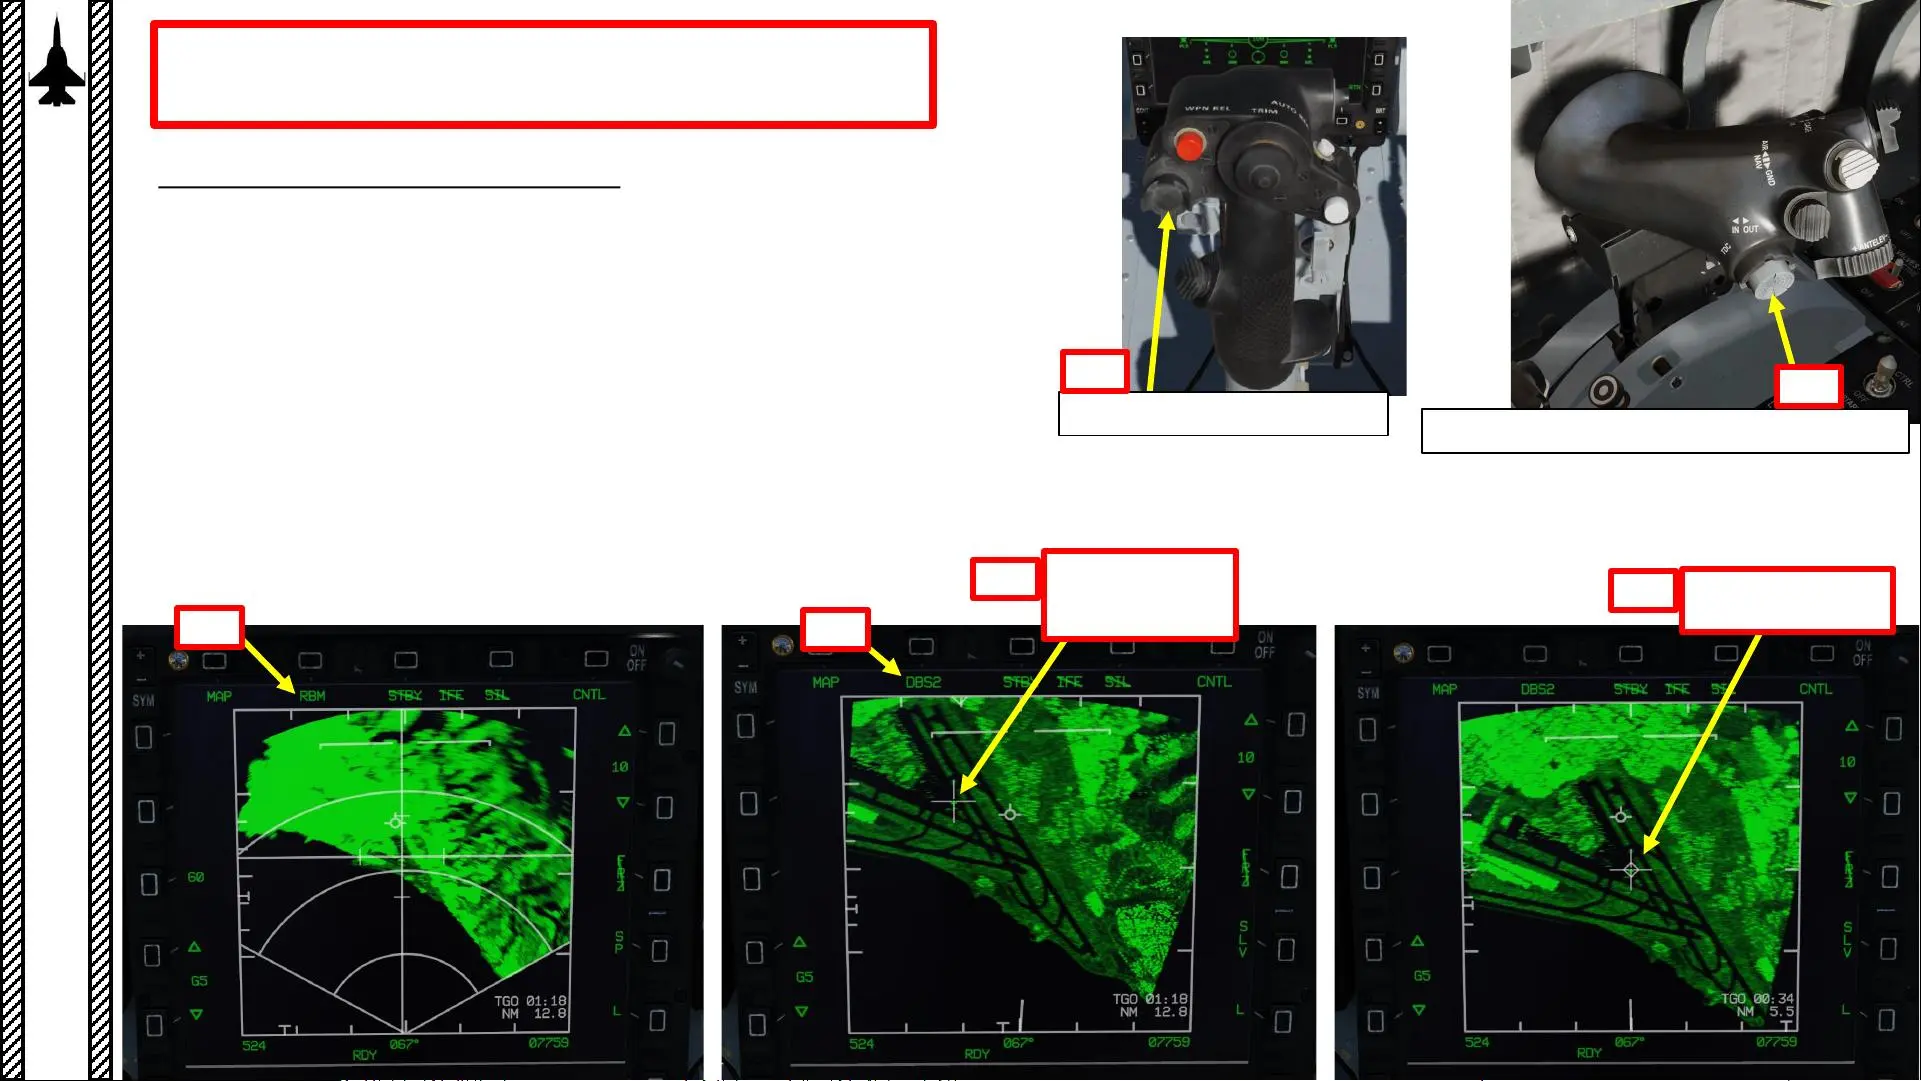 WPN REL
TRIM
AIR
NAV
GND
IN OUT
TDC
ANTELEV
OFF
CTRL
OFF
+
-
SYM
ON
OFF
MAP RBM STBY IFF SIL CNTL
10
60
SP
G5
TGO 01:18
NM 12.8
L
524 067° 07759
RDY
+
-
SYM
ON
OFF
MAP DBS2 STBY IFF SIL CNTL
10
SLV
G5
TGO 01:18
NM 12.8
L
524 067° 07759
RDY
+
-
SYM
ON
OFF
MAP DBS2 STBY IFF SIL CNTL
10
SLV
G5
TGO 00:34
NM 5.5
L
524 067° 07759
RDY